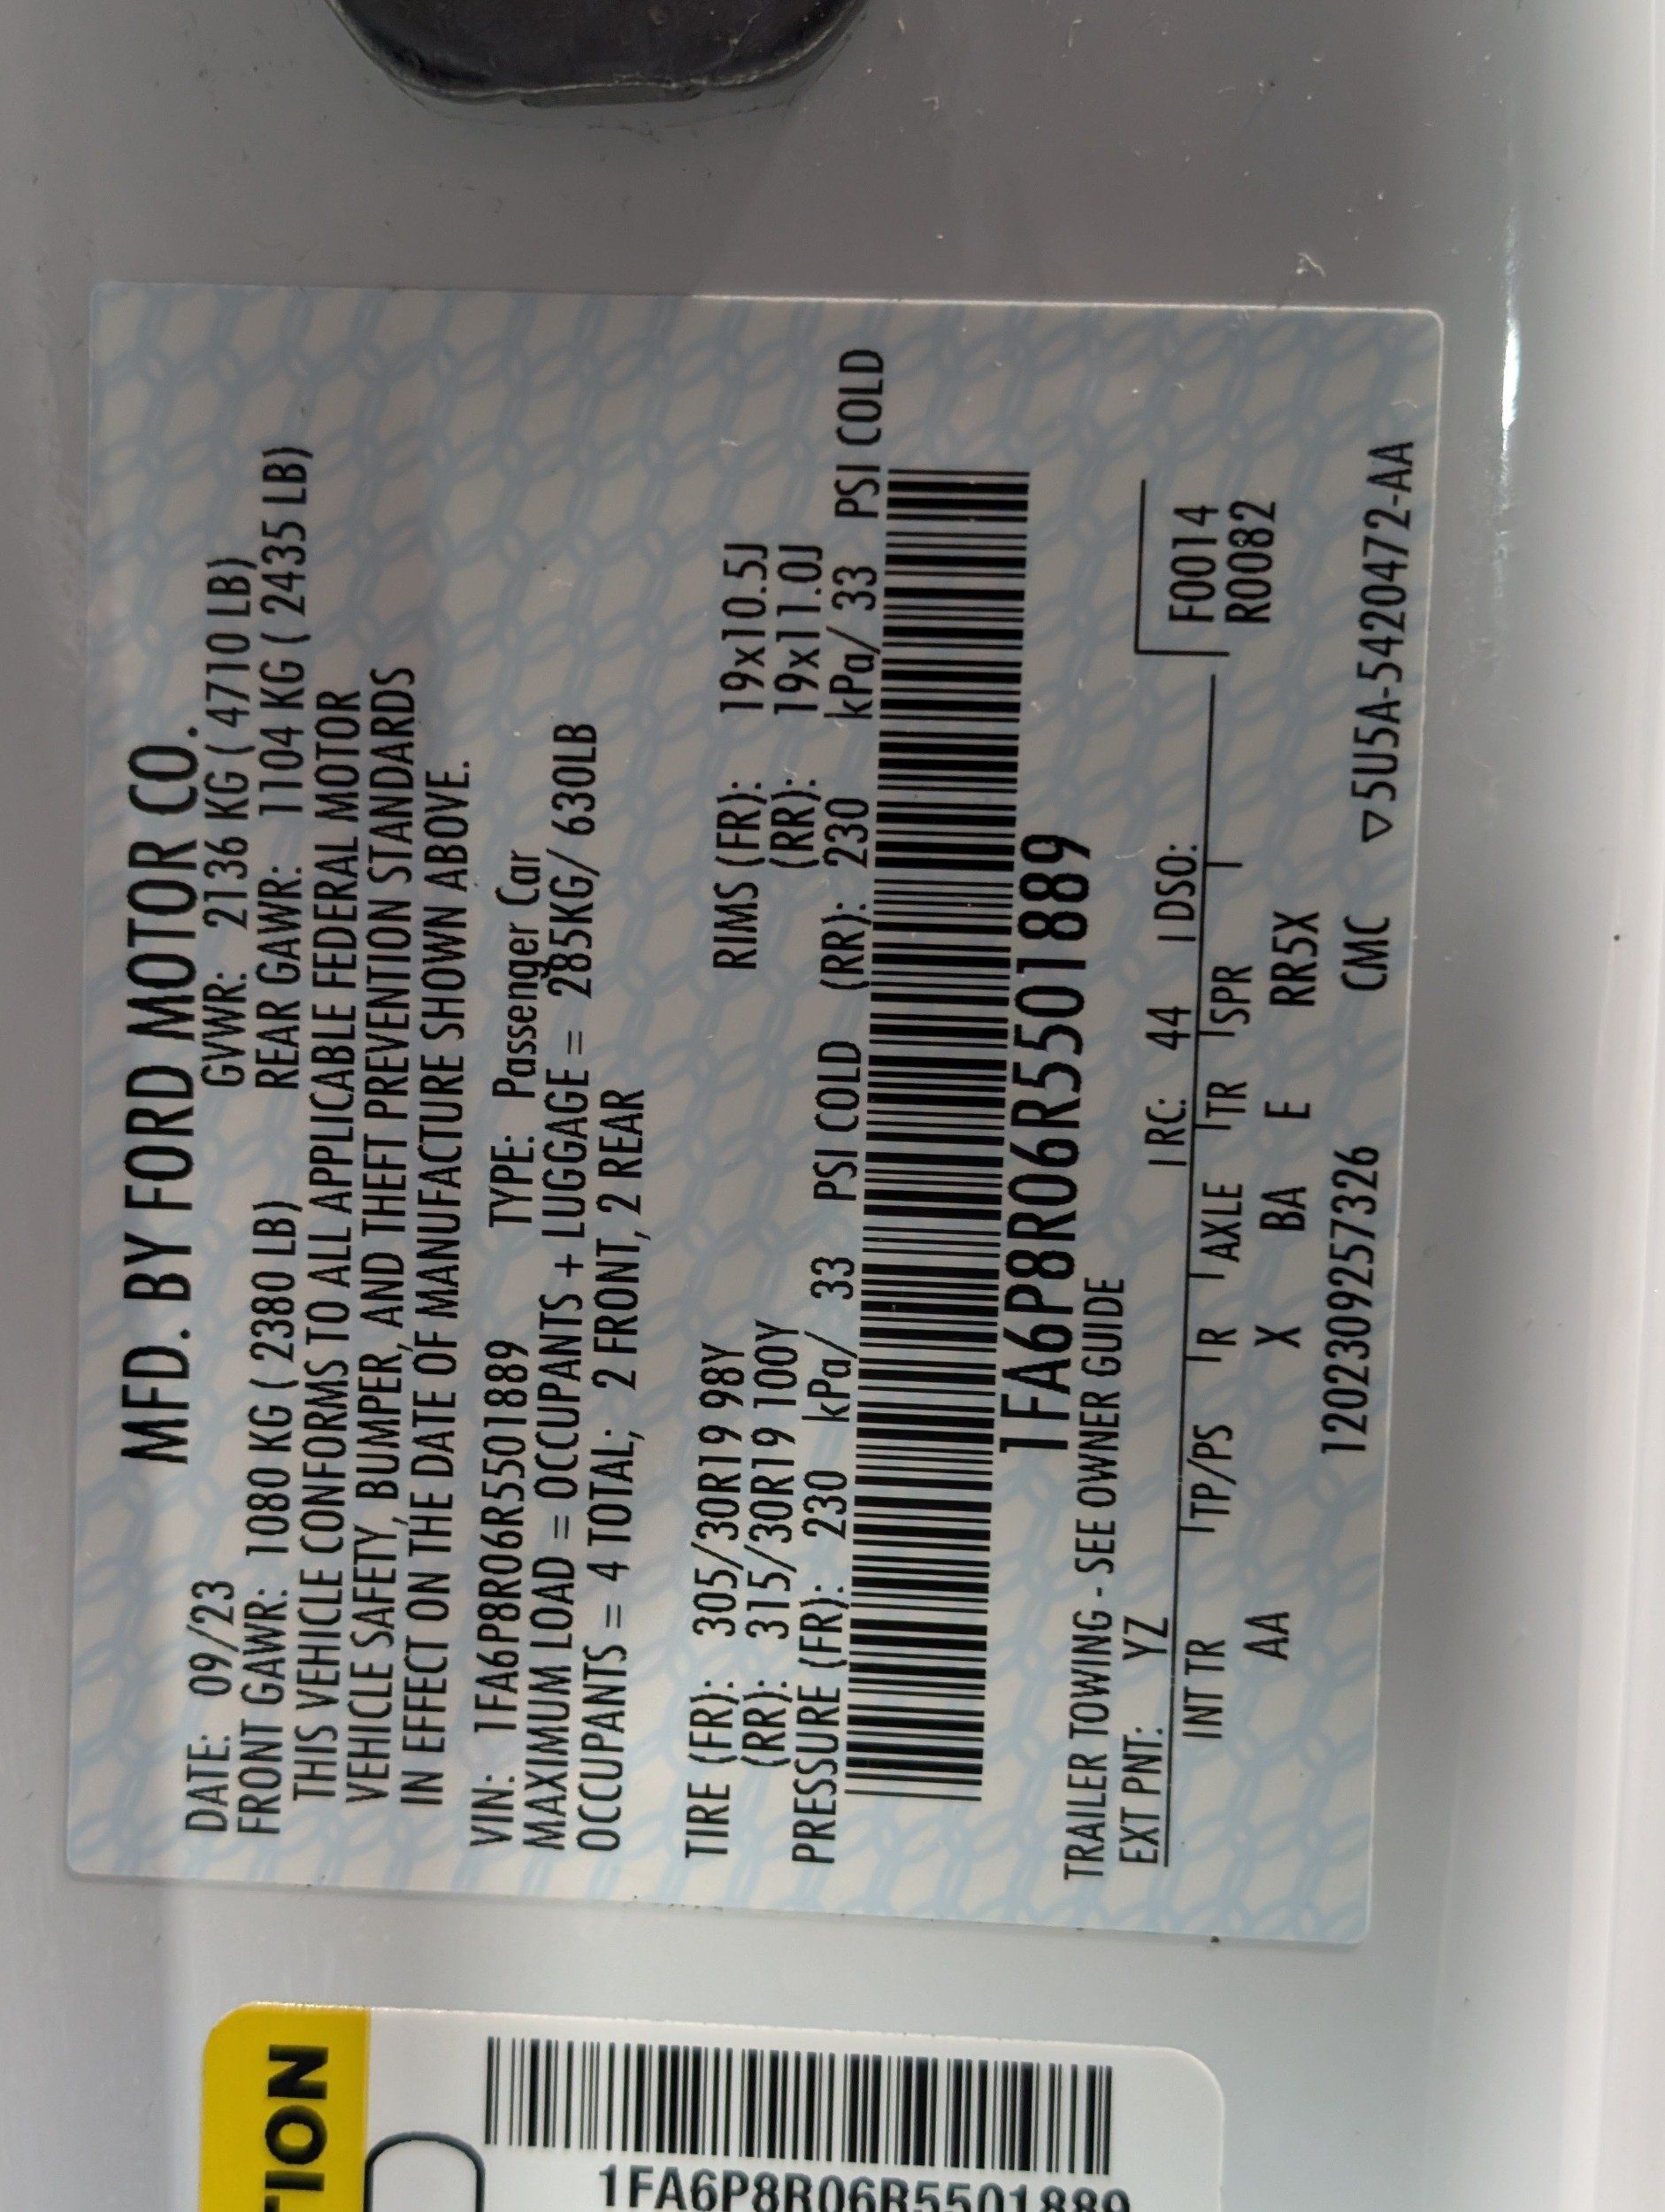 MFD. BY FORD MOTOR CO.
DATE: 09/23 GVWR: 2136 KG ( 4710 LB)
FRONT GAWR: 1080 KG ( 2380 LB) REAR GAWR: 1104 KG ( 2435 LB)
THIS VEHICLE CONFORMS TO ALL APPLICABLE FEDERAL MOTOR
VEHICLE SAFETY, BUMPER, AND THEFT PREVENTION STANDARDS
IN EFFECT ON THE DATE OF MANUFACTURE SHOWN ABOVE.
VIN: 1FA6P8R06R5501889 TYPE: Passenger Car
MAXIMUM LOAD = OCCUPANTS + LUGGAGE = 285KG/ 630LB
OCCUPANTS = 4 TOTAL; 2 FRONT, 2 REAR
TIRE (FR): 305/30R19 98Y RIMS (FR): 19x10.5J
(RR): 315/30R19 100Y (RR): 19x11.0J
PRESSURE (FR): 230 kPa/ 33 PSI COLD (RR): 230 kPa/ 33 PSI COLD
1FA6P8R06R5501889
TRAILER TOWING - SEE OWNER GUIDE
EXT PNT: YZ RC: 44 DSO:
INT TR TP/PS R AXLE TR SPR F0014
AA X BA E RR5X R0082
1202309257326 CMC ▽5U5A-5420472-AA
TION
1FA6P8R06R5501889